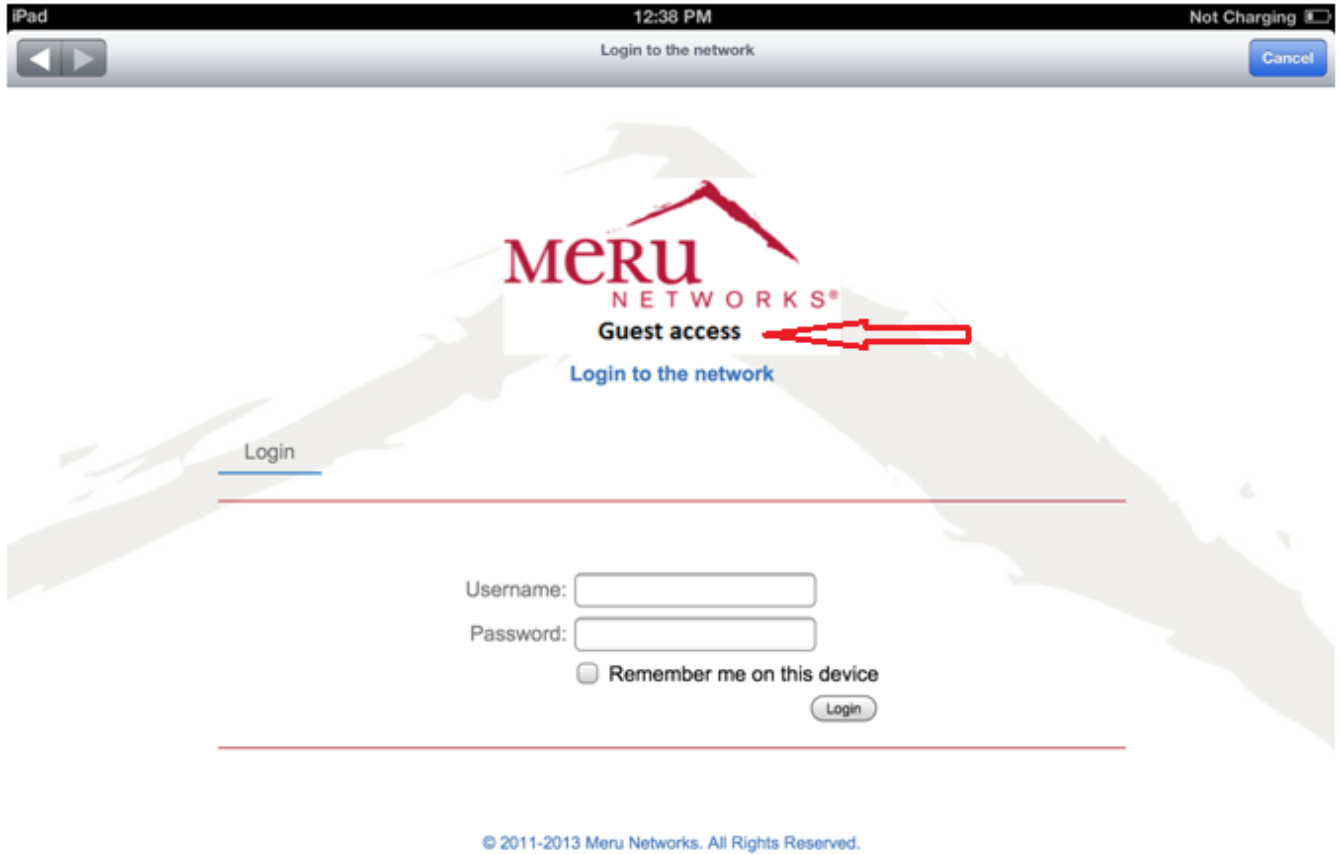 iPad 12:38 PM Not Charging
Login to the network Cancel
MERU
NETWORKS®
Guest access
Login to the network
Login
Username:
Password:
Remember me on this device
Login
© 2011-2013 Meru Networks. All Rights Reserved.